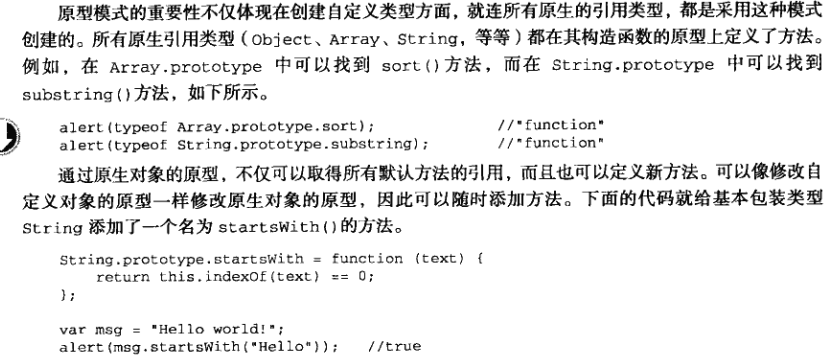 原型模式的重要性不仅体现在创建自定义类型方面，就连所有原生的引用类型，都是采用这种模式
创建的。所有原生引用类型（Object、Array、String，等等）都在其构造函数的原型上定义了方法。
例如，在 Array.prototype 中可以找到 sort()方法，而在 String.prototype 中可以找到
substring()方法，如下所示。
alert(typeof Array.prototype.sort); //"function"
alert(typeof String.prototype.substring); //"function"
通过原生对象的原型，不仅可以取得所有默认方法的引用，而且也可以定义新方法。可以像修改自
定义对象的原型一样修改原生对象的原型，因此可以随时添加方法。下面的代码就给基本包装类型
String 添加了一个名为 startsWith()的方法。
String.prototype.startsWith = function (text) {
return this.indexOf(text) == 0;
};
var msg = "Hello world!";
alert(msg.startsWith("Hello")); //true